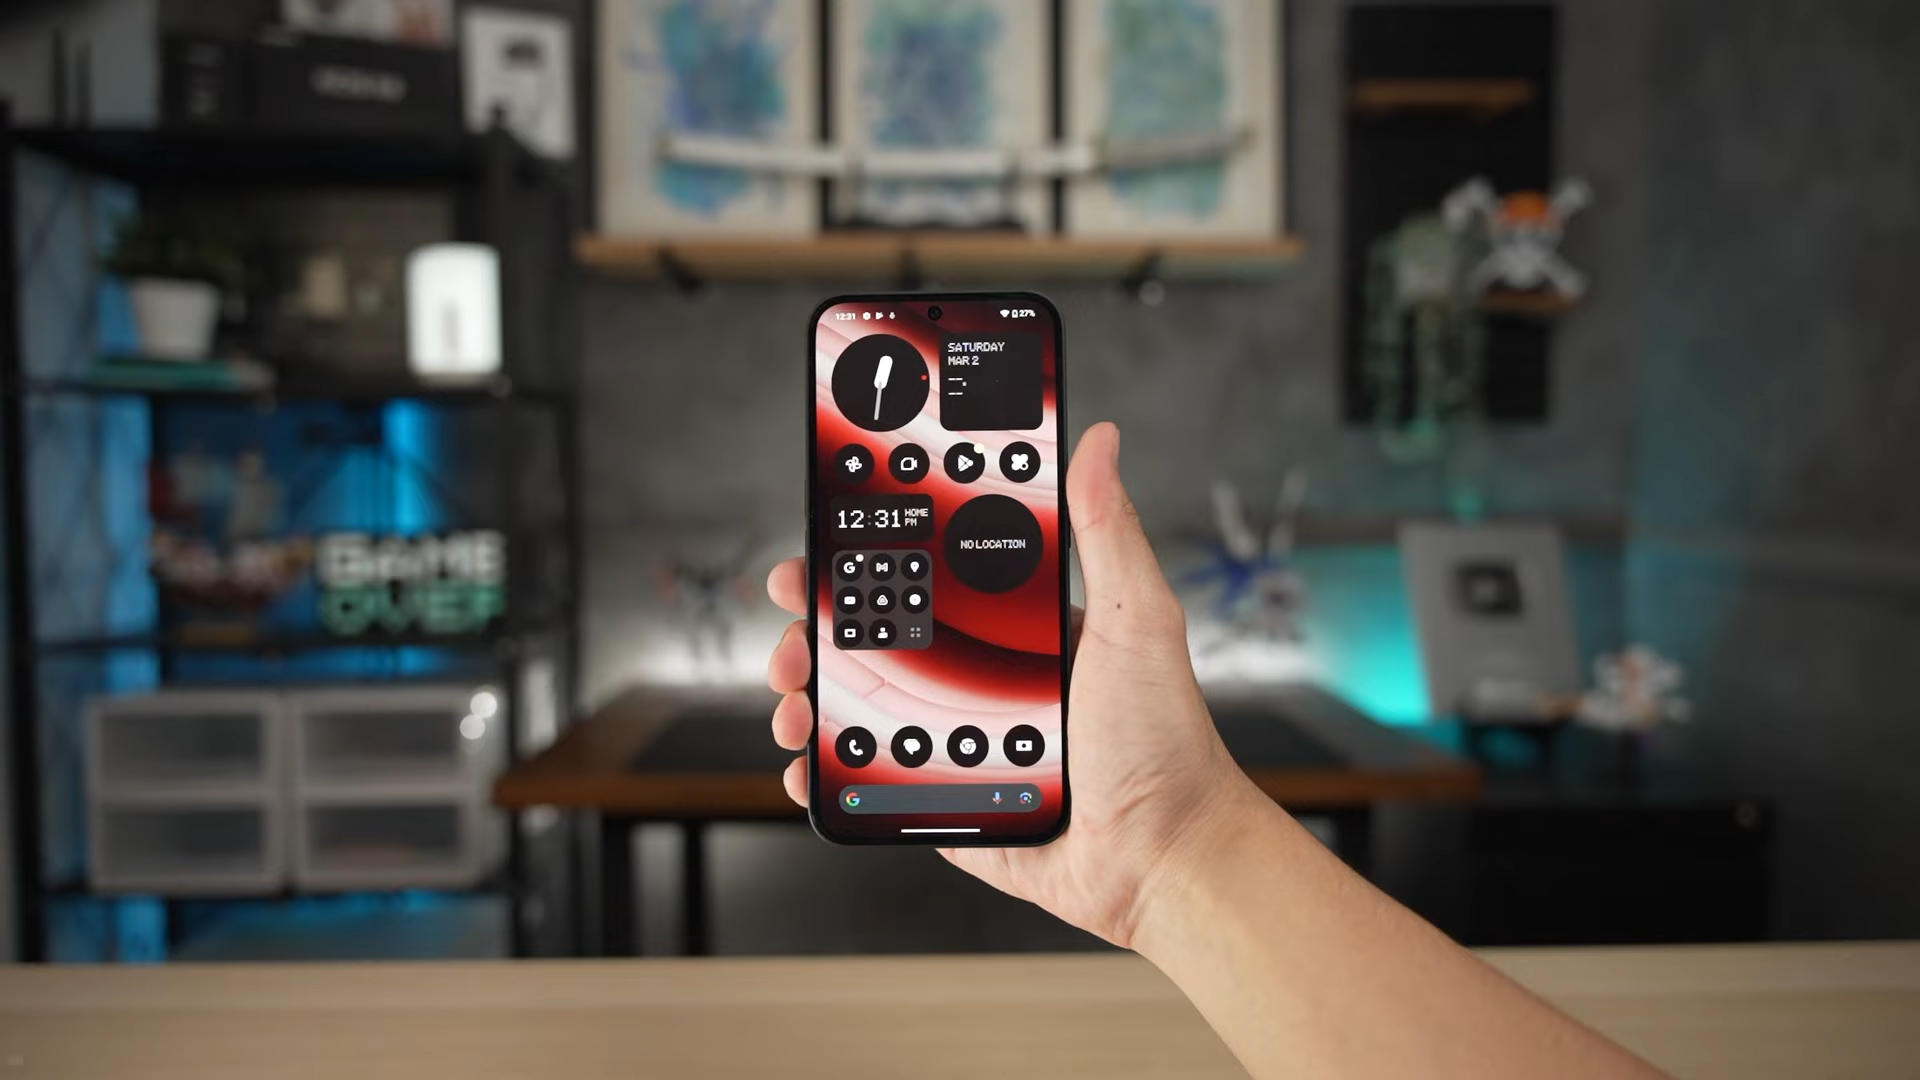 12:31
27%
SATURDAY
MAR 2
12:31 HOME
PM
NO LOCATION
GAME
OVER